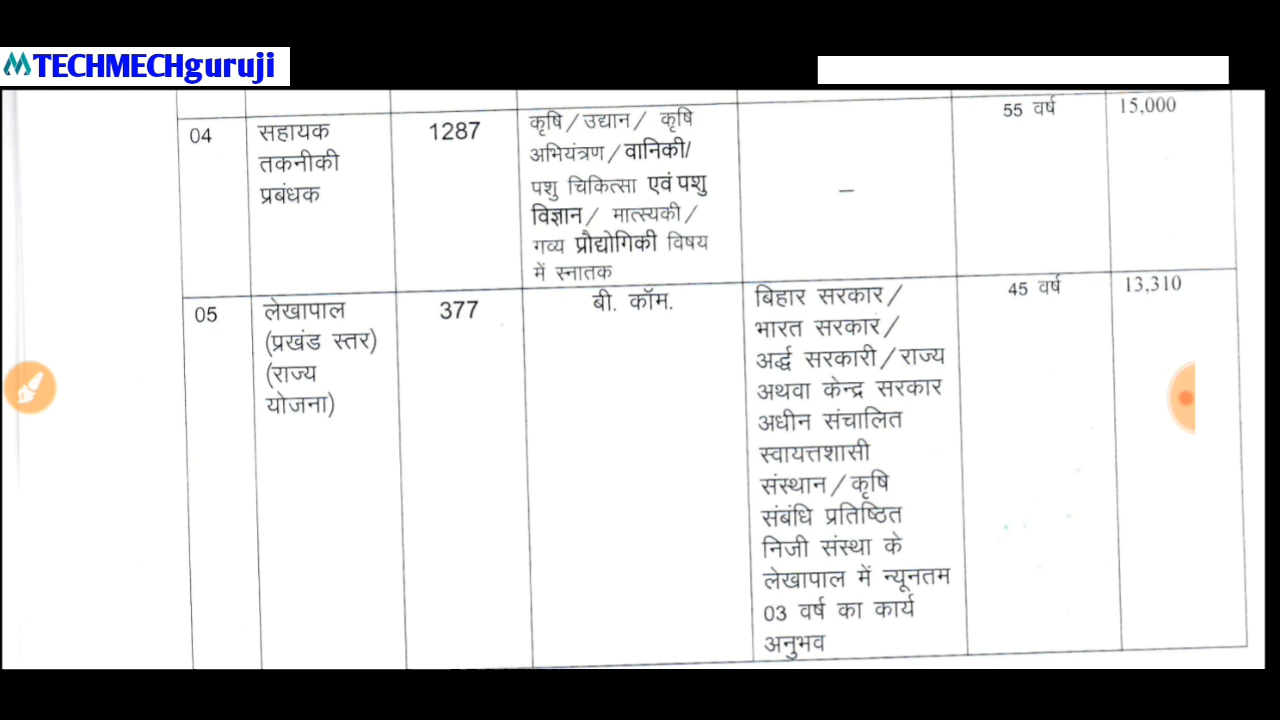 TECHMECHguruji
04
सहायक
तकनीकी
प्रबंधक
1287
कृषि/उद्यान/ कृषि
अभियंत्रण/वानिकी/
पशु चिकित्सा एवं पशु
विज्ञान/ मात्स्यकी/
गव्य प्रौद्योगिकी विषय
में स्नातक
–
55 वर्ष
15,000
05
लेखापाल
(प्रखंड स्तर)
(राज्य
योजना)
377
बी. कॉम.
बिहार सरकार/
भारत सरकार/
अर्द्ध सरकारी/राज्य
अथवा केन्द्र सरकार
अधीन संचालित
स्वायत्तशासी
संस्थान/कृषि
संबंधि प्रतिष्ठित
निजी संस्था के
लेखापाल में न्यूनतम
03 वर्ष का कार्य
अनुभव
45 वर्ष
13,310